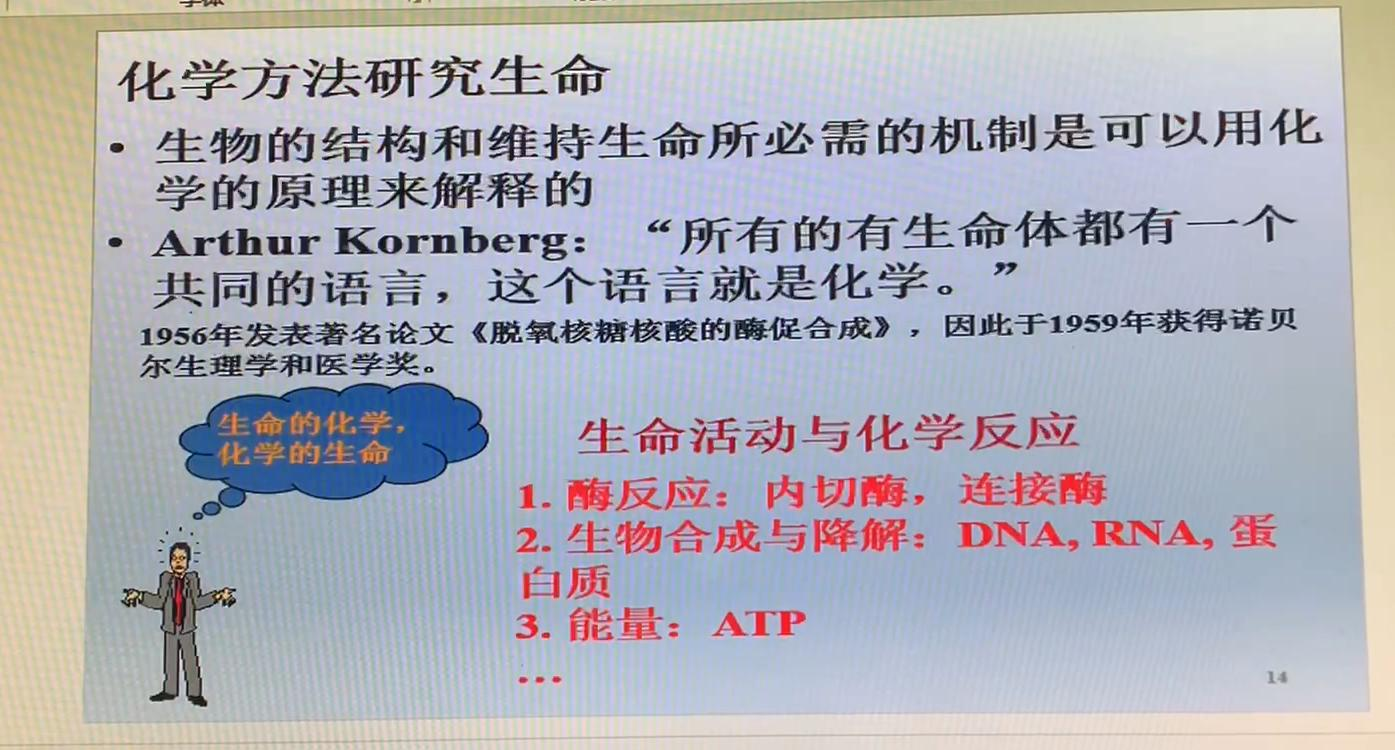 化学方法研究生命
• 生物的结构和维持生命所必需的机制是可以用化
学的原理来解释的
• Arthur Kornberg： “所有的有生命体都有一个
共同的语言，这个语言就是化学。”
1956年发表著名论文《脱氧核糖核酸的酶促合成》，因此于1959年获得诺贝
尔生理学和医学奖。
生命的化学，
化学的生命
生命活动与化学反应
1. 酶反应：内切酶，连接酶
2. 生物合成与降解：DNA, RNA, 蛋
白质
3. 能量：ATP
…
14